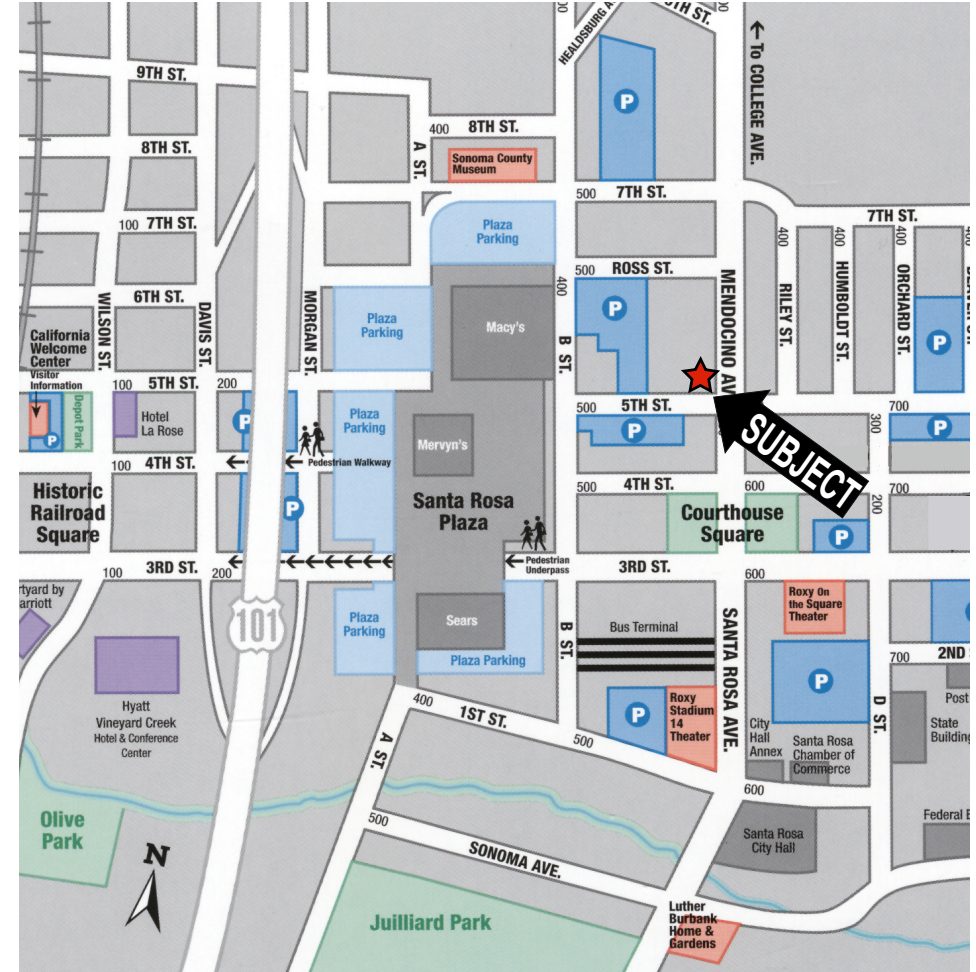 10TH ST.
HEALDSBURG A
← To COLLEGE AVE.
9TH ST.
P
400
8TH ST.
8TH ST.
A ST.
Sonoma County
Museum
500
7TH ST.
7TH ST.
100 7TH ST.
Plaza
Parking
400
400
400
500
ROSS ST.
400
B ST.
MENDOCINO AV
RILEY ST.
HUMBOLDT ST.
ORCHARD ST.
6TH ST.
WILSON ST.
DAVIS ST.
MORGAN ST.
Plaza
Parking
Macy's
P
P
California
Welcome
Center
Visitor
Information
P
Depot Park
100
5TH ST.
200
Hotel
La Rose
P
Plaza
Parking
500
5TH ST.
P
SUBJECT
300
700
P
Mervyn's
Pedestrian Walkway
100
4TH ST.
Historic
Railroad
Square
P
Santa Rosa
Plaza
500
4TH ST.
600
Courthouse
Square
P
200
700
Pedestrian
Underpass
100
3RD ST.
200
3RD ST.
600
rtyard by
arriott
101
Plaza
Parking
Sears
Plaza Parking
B ST.
Bus Terminal
SANTA ROSA AVE.
Roxy On
the Square
Theater
P
700
2ND S
Hyatt
Vineyard Creek
Hotel & Conference
Center
400
1ST ST.
500
A ST.
P
Roxy
Stadium
14
Theater
City
Hall
Annex
Santa Rosa
Chamber of
Commerce
D ST.
Post
State
Building
600
Olive
Park
N
500
SONOMA AVE.
Santa Rosa
City Hall
Federal B
Juilliard Park
Luther
Burbank
Home &
Gardens